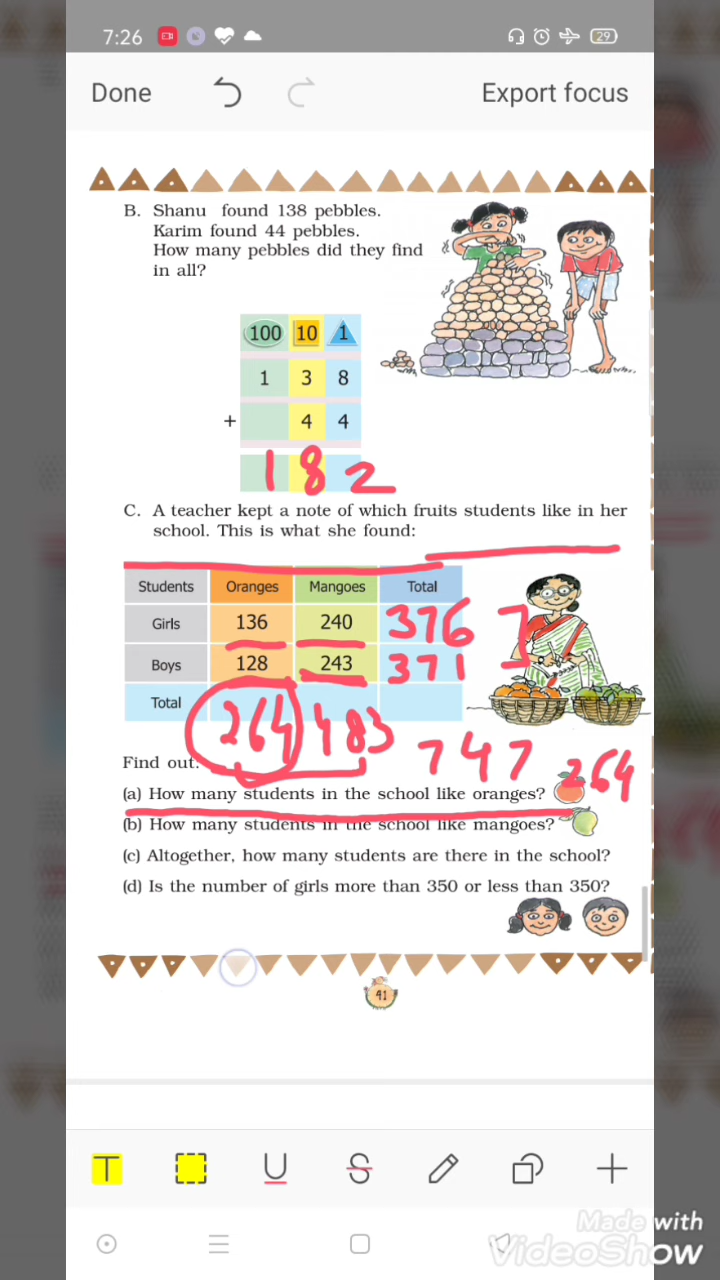 7:26 29
Done Export focus
B. Shanu found 138 pebbles.
Karim found 44 pebbles.
How many pebbles did they find
in all?
100 10 1
1 3 8
+ 4 4
1 8 2
C. A teacher kept a note of which fruits students like in her
school. This is what she found:
Students Oranges Mangoes Total
Girls 136 240 376
Boys 128 243 371
Total 264 483 747
Find out:
(a) How many students in the school like oranges? 264
(b) How many students in the school like mangoes?
(c) Altogether, how many students are there in the school?
(d) Is the number of girls more than 350 or less than 350?
41
T U S
Made with
VideoShow